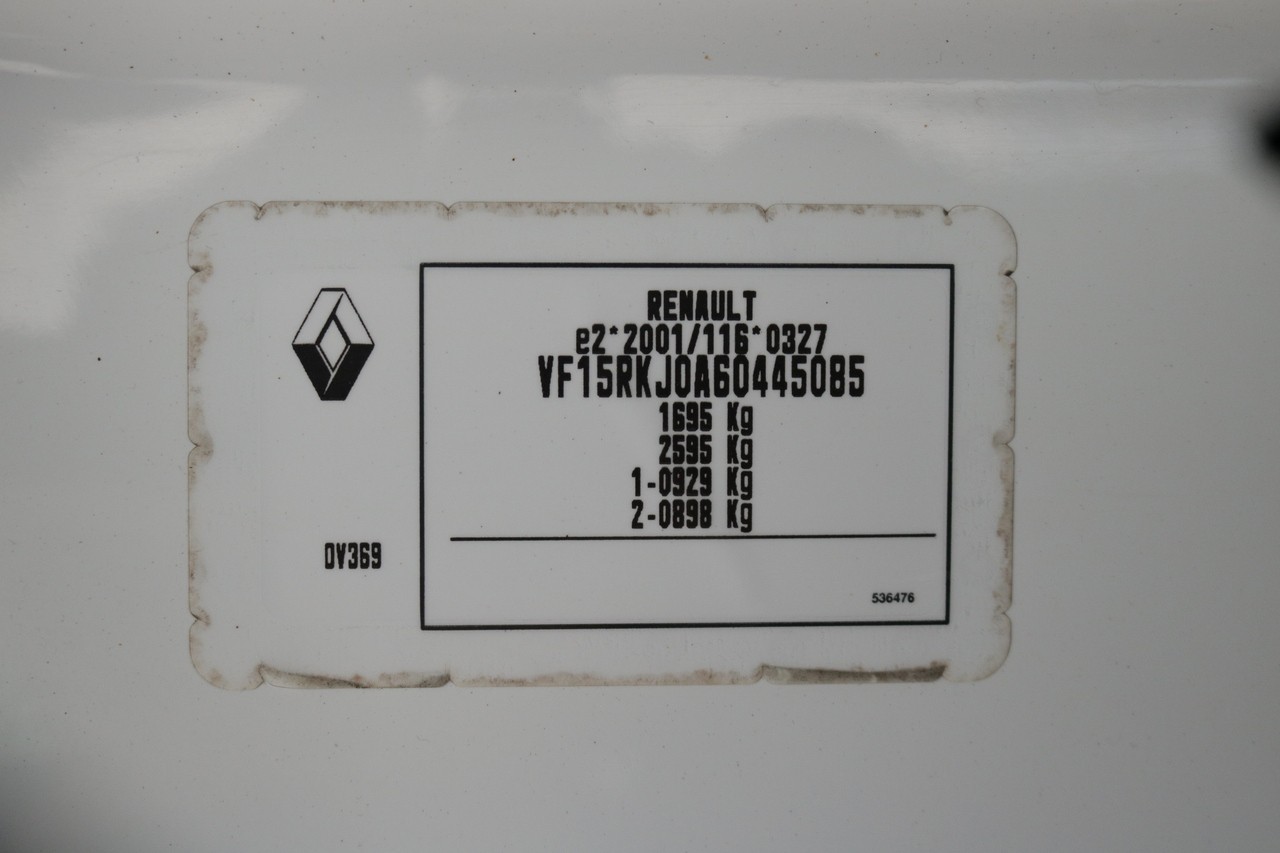 RENAULT
e2*2001/116*0327
VF15RKJ0A60445085
1695 Kg
2595 Kg
1-0929 Kg
2-0898 Kg
0V369
536476